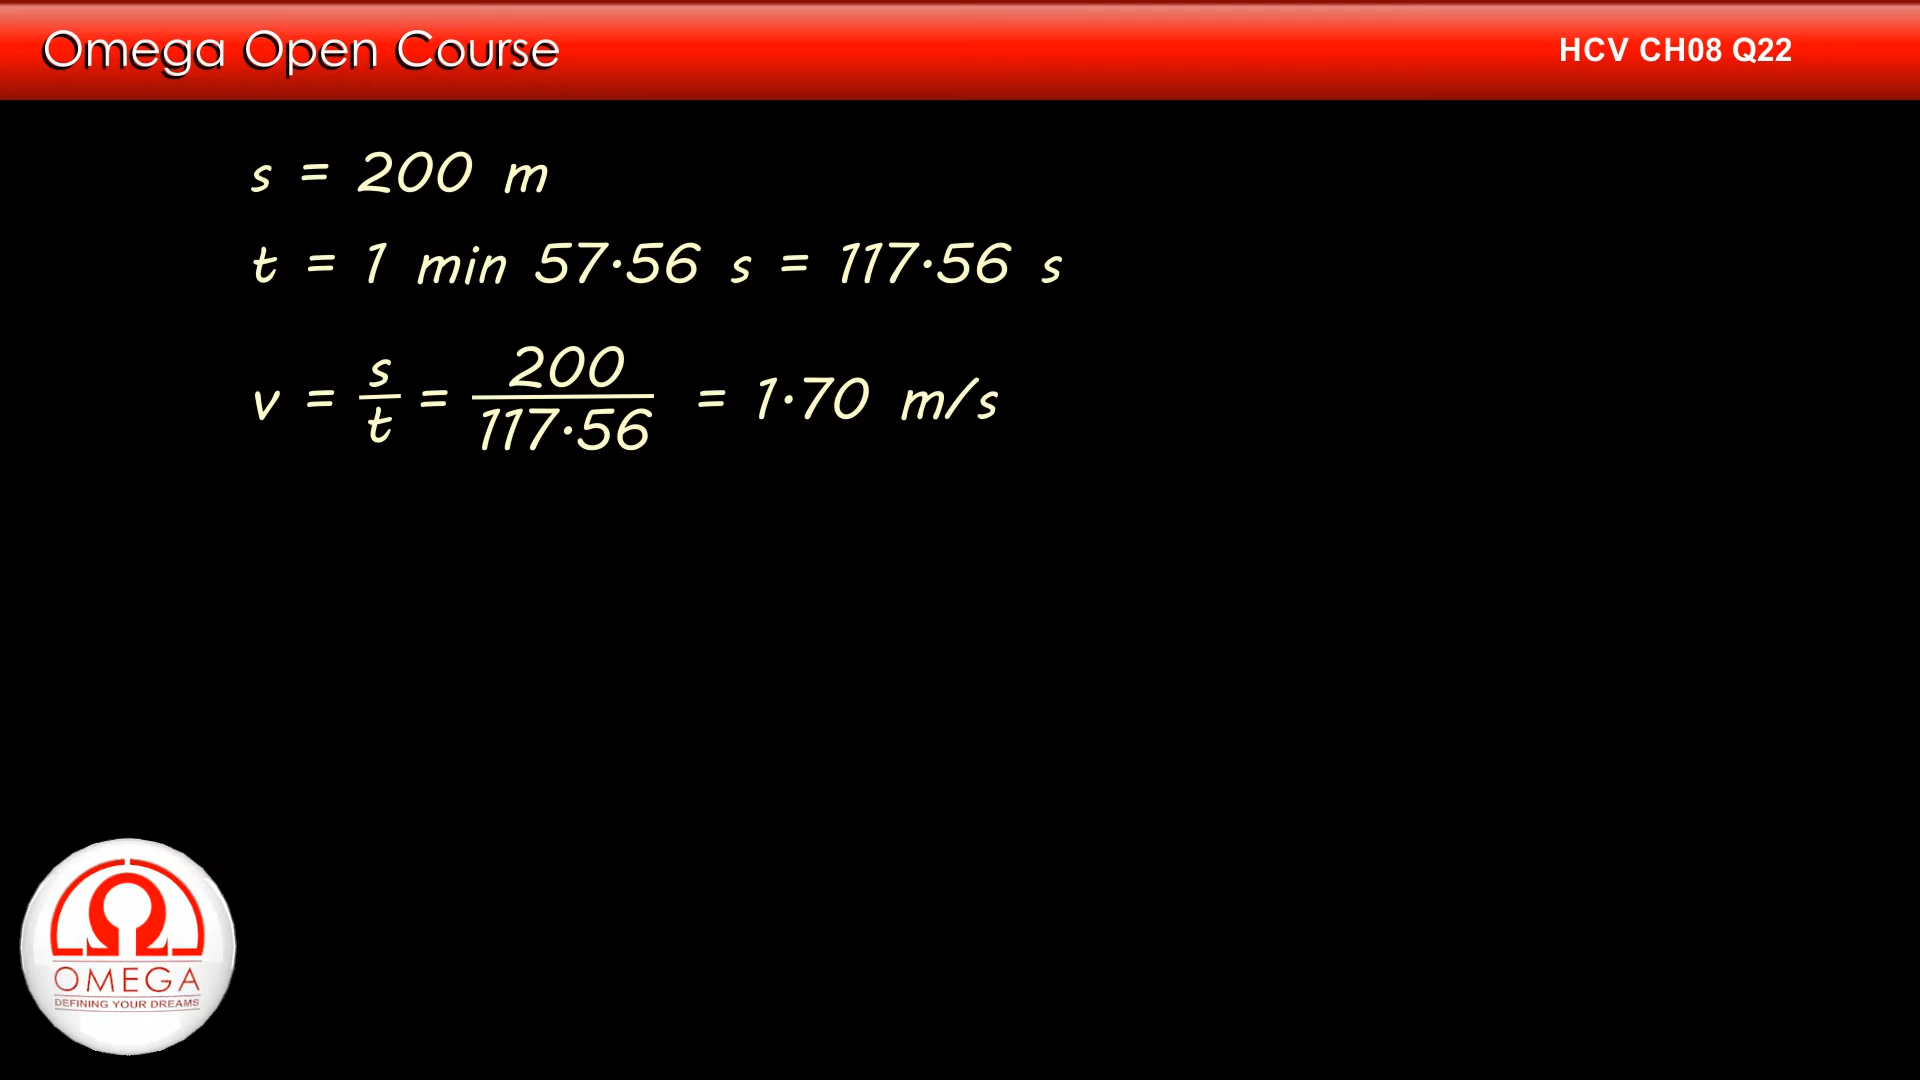 Omega Open Course
HCV CH08 Q22
s = 200 m
t = 1 min 57·56 s = 117·56 s
v = s/t = 200/117·56 = 1·70 m/s
OMEGA
DEFINING YOUR DREAMS